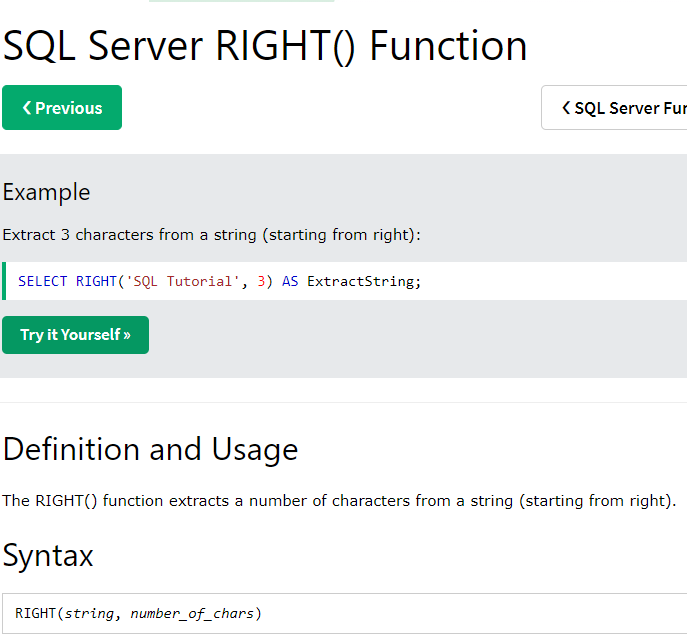 SQL Server RIGHT() Function
❮ Previous
❮ SQL Server
Example
Extract 3 characters from a string (starting from right):
SELECT RIGHT('SQL Tutorial', 3) AS ExtractString;
Try it Yourself »
Definition and Usage
The RIGHT() function extracts a number of characters from a string (starting from right).
Syntax
RIGHT(string, number_of_chars)